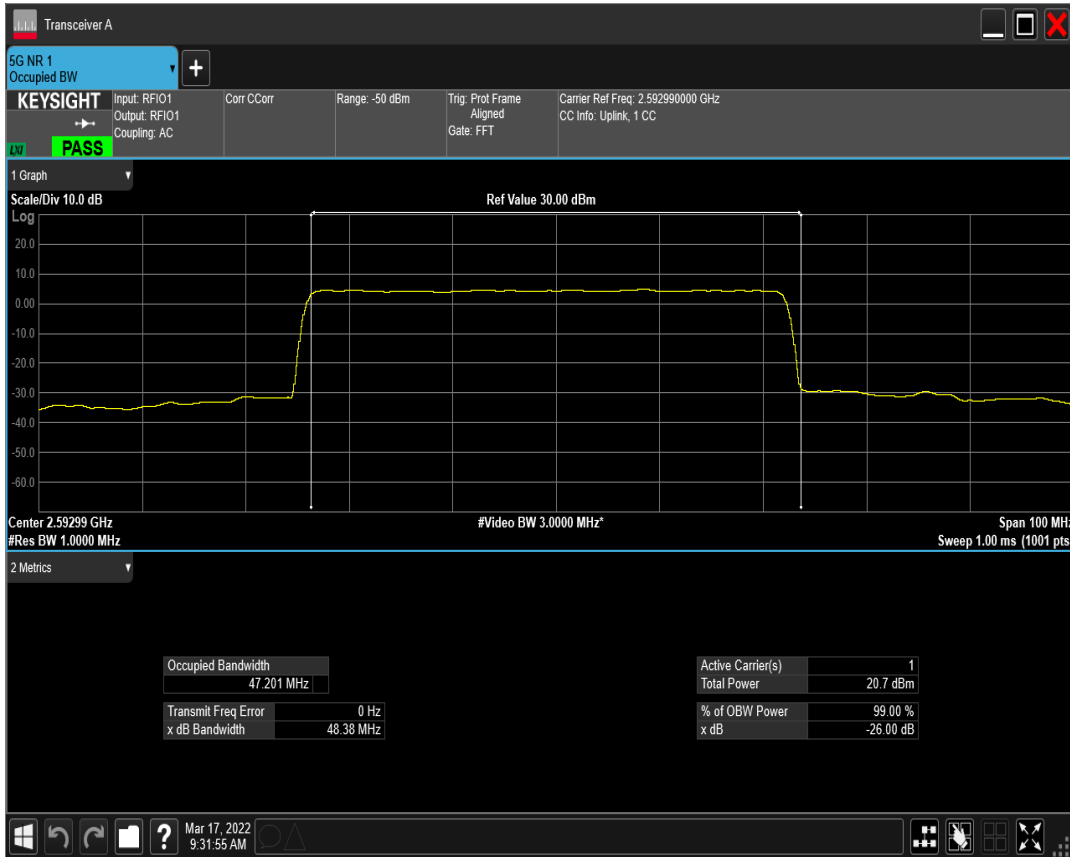 Transceiver A
5G NR 1
Occupied BW
+
KEYSIGHT
LXI
PASS
Input: RFIO1
Output: RFIO1
Coupling: AC
Corr CCorr
Range: -50 dBm
Trig: Prot Frame
Aligned
Gate: FFT
Carrier Ref Freq: 2.592990000 GHz
CC Info: Uplink, 1 CC
1 Graph
Scale/Div 10.0 dB
Ref Value 30.00 dBm
Log
20.0
10.0
0.00
-10.0
-20.0
-30.0
-40.0
-50.0
-60.0
Center 2.59299 GHz
#Video BW 3.0000 MHz*
Span 100 MHz
#Res BW 1.0000 MHz
Sweep 1.00 ms (1001 pts
2 Metrics
Occupied Bandwidth
47.201 MHz
Transmit Freq Error 0 Hz
x dB Bandwidth 48.38 MHz
Active Carrier(s) 1
Total Power 20.7 dBm
% of OBW Power 99.00 %
x dB -26.00 dB
?
Mar 17, 2022
9:31:55 AM